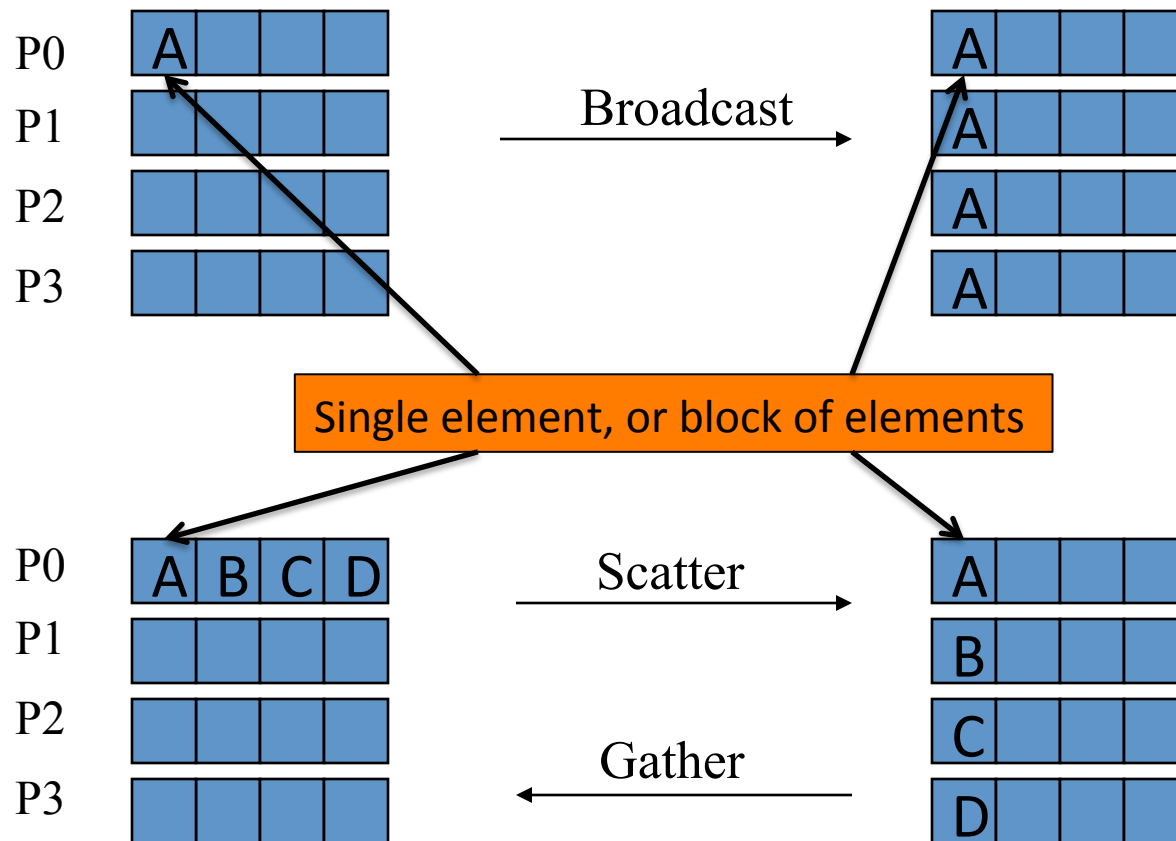 P0 A A
P1 Broadcast A
P2 A
P3 A
Single element, or block of elements
P0 A B C D Scatter A
P1 B
P2 C
Gather
P3 D